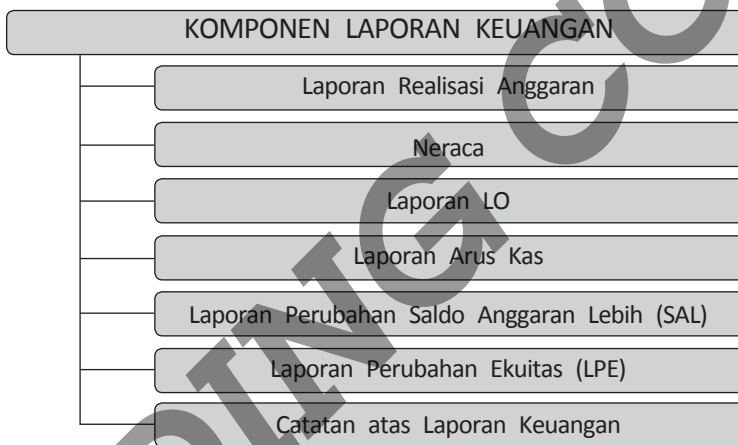 KOMPONEN LAPORAN KEUANGAN
Laporan Realisasi Anggaran
Neraca
Laporan LO
Laporan Arus Kas
Laporan Perubahan Saldo Anggaran Lebih (SAL)
Laporan Perubahan Ekuitas (LPE)
Catatan atas Laporan Keuangan